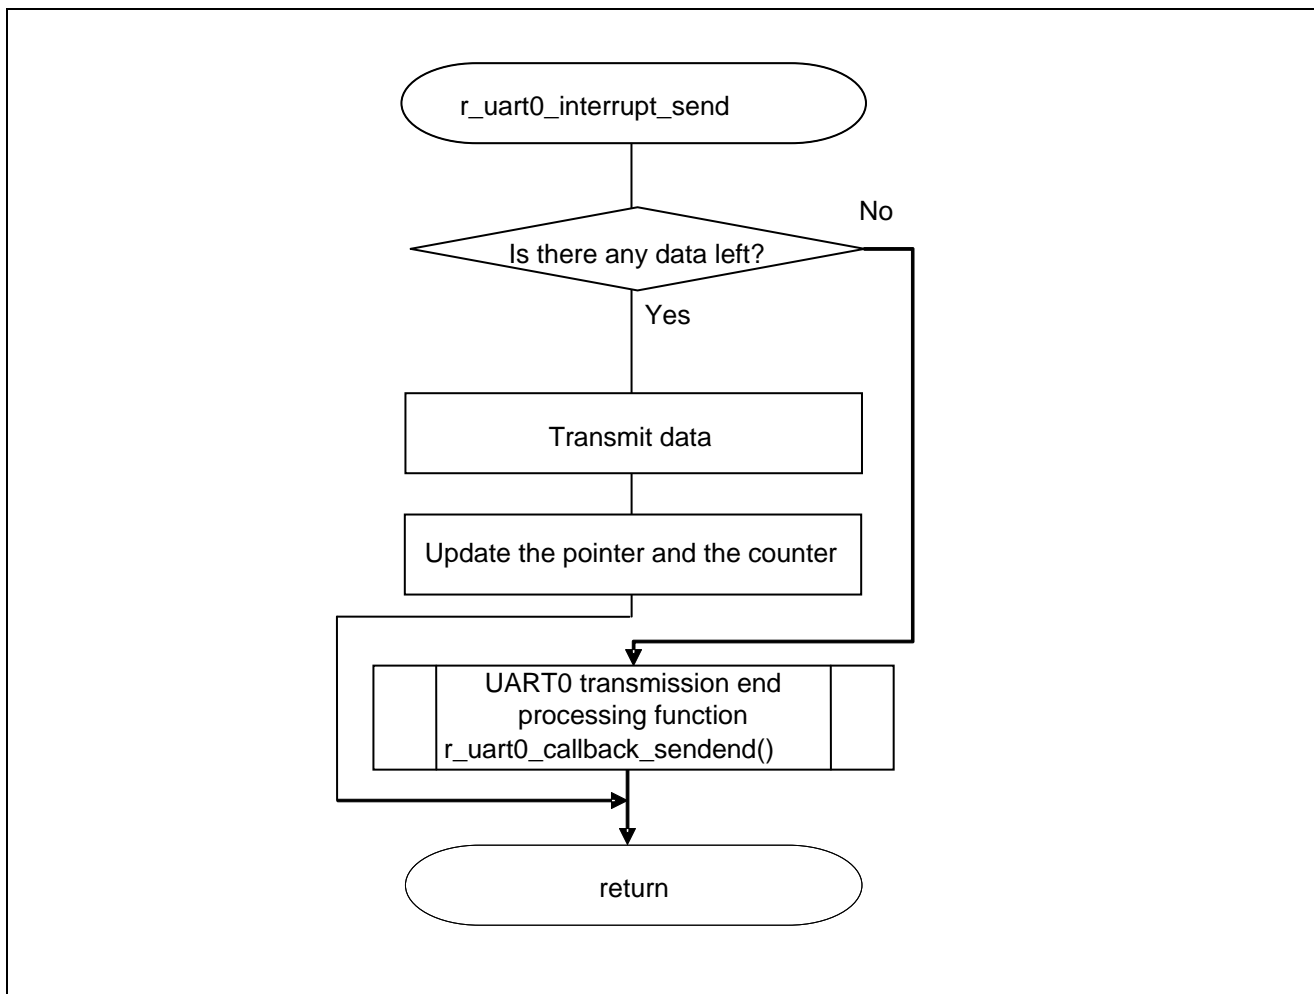 r_uart0_interrupt_send
No
Is there any data left?
Yes
Transmit data
Update the pointer and the counter
UART0 transmission end
processing function
r_uart0_callback_sendend()
return